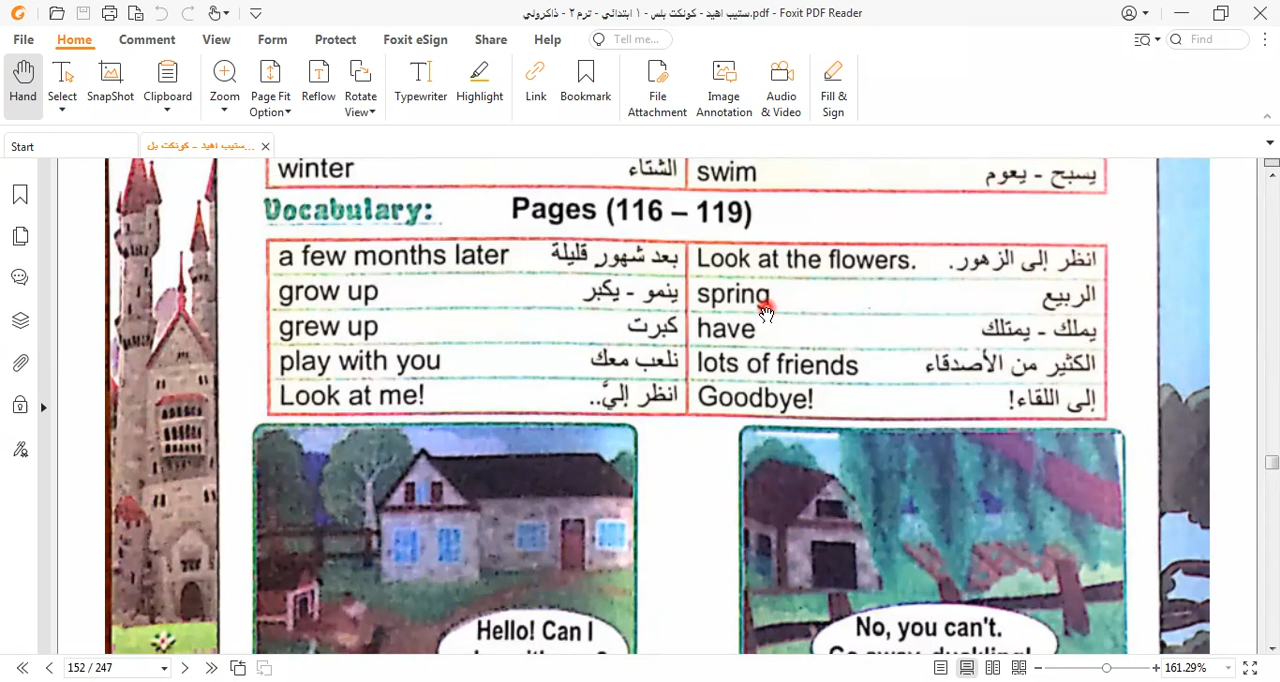 ستيب اهيد - كونكت بلس - ١ ابتدائي - ترم ٢ - ذاكرولي.pdf - Foxit PDF Reader
File Home Comment View Form Protect Foxit eSign Share Help Tell me... Find
Hand Select SnapShot Clipboard Zoom Page Fit Option Reflow Rotate View Typewriter Highlight Link Bookmark File Attachment Image Annotation Audio & Video Fill & Sign
Start ستيب اهيد - كونكت بل...
winter الشتاء swim يسبح - يعوم
Vocabulary: Pages (116 – 119)
a few months later بعد شهور قليلة Look at the flowers. انظر إلى الزهور.
grow up ينمو - يكبر spring الربيع
grew up كبرت have يملك - يمتلك
play with you نلعب معك lots of friends الكثير من الأصدقاء
Look at me! انظر إليَّ.. Goodbye! إلى اللقاء!
Hello! Can I
No, you can't.
Go away, duckling!
152 / 247 161.29%